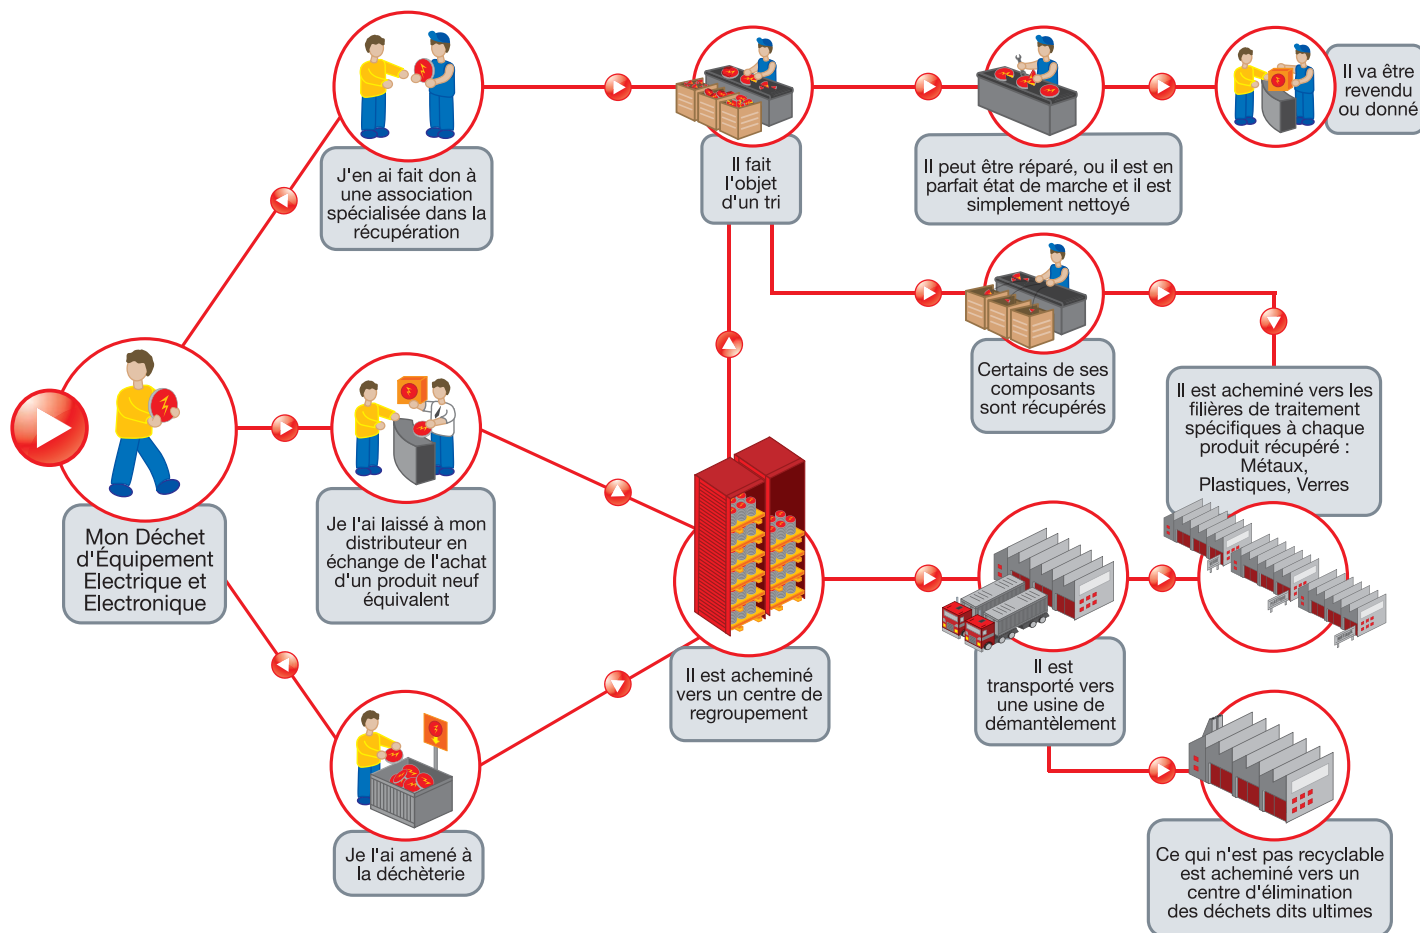 J'en ai fait don à
une association
spécialisée dans la
récupération
Il fait
l'objet
d'un tri
Il peut être réparé, ou il est en
parfait état de marche et il est
simplement nettoyé
Il va être
revendu
ou donné
Certains de ses
composants
sont récupérés
Il est acheminé vers les
filières de traitement
spécifiques à chaque
produit récupéré :
Métaux,
Plastiques, Verres
Mon Déchet
d'Équipement
Electrique et
Electronique
Je l'ai laissé à mon
distributeur en
échange de l'achat
d'un produit neuf
équivalent
Il est acheminé
vers un centre de
regroupement
Il est
transporté vers
une usine de
démantèlement
Je l'ai amené à
la déchèterie
Ce qui n'est pas recyclable
est acheminé vers un
centre d'élimination
des déchets dits ultimes